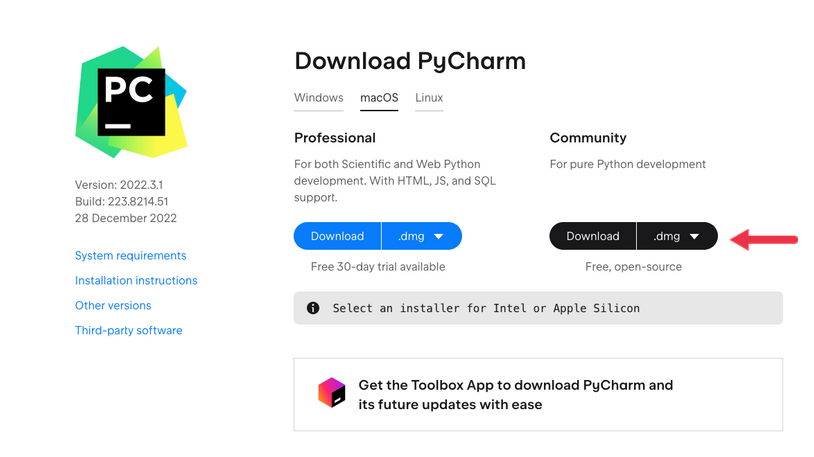 PC
Version: 2022.3.1
Build: 223.8214.51
28 December 2022
System requirements
Installation instructions
Other versions
Third-party software
Download PyCharm
Windows macOS Linux
Professional
For both Scientific and Web Python
development. With HTML, JS, and SQL
support.
Download .dmg
Free 30-day trial available
Community
For pure Python development
Download .dmg
Free, open-source
Select an installer for Intel or Apple Silicon
Get the Toolbox App to download PyCharm and
its future updates with ease